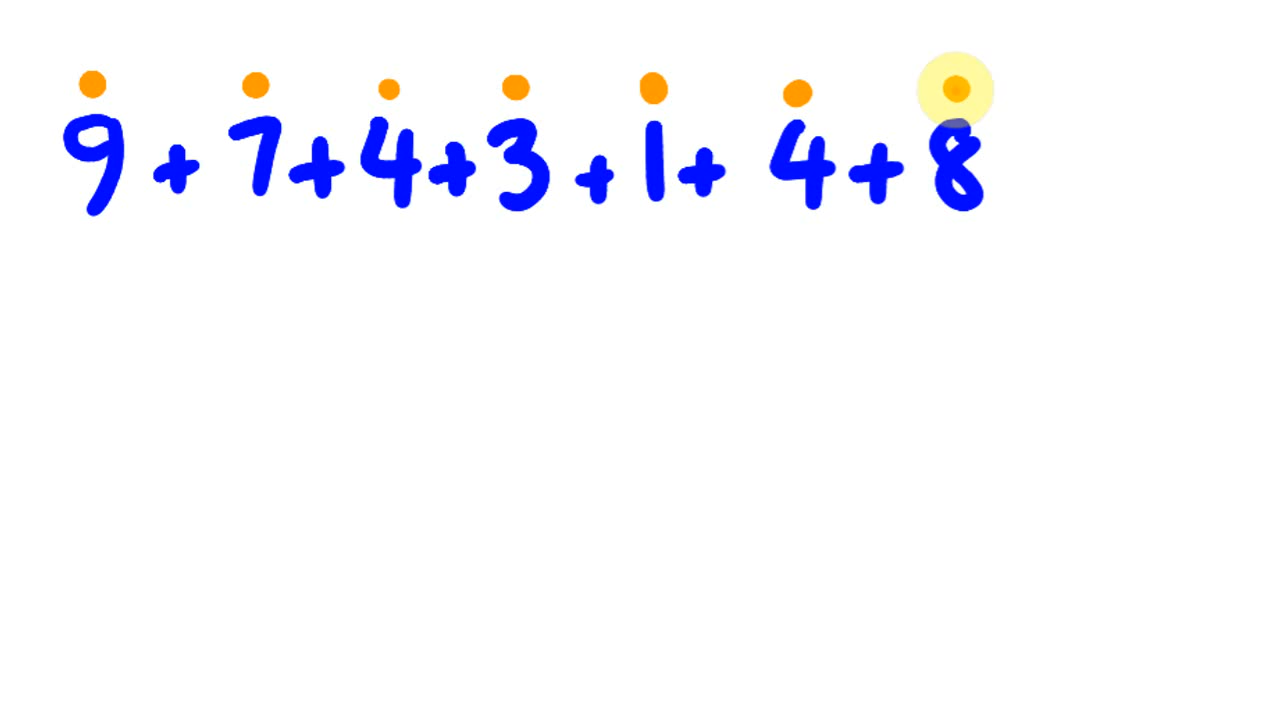 9 + 7 + 4 + 3 + 1 + 4 + 8